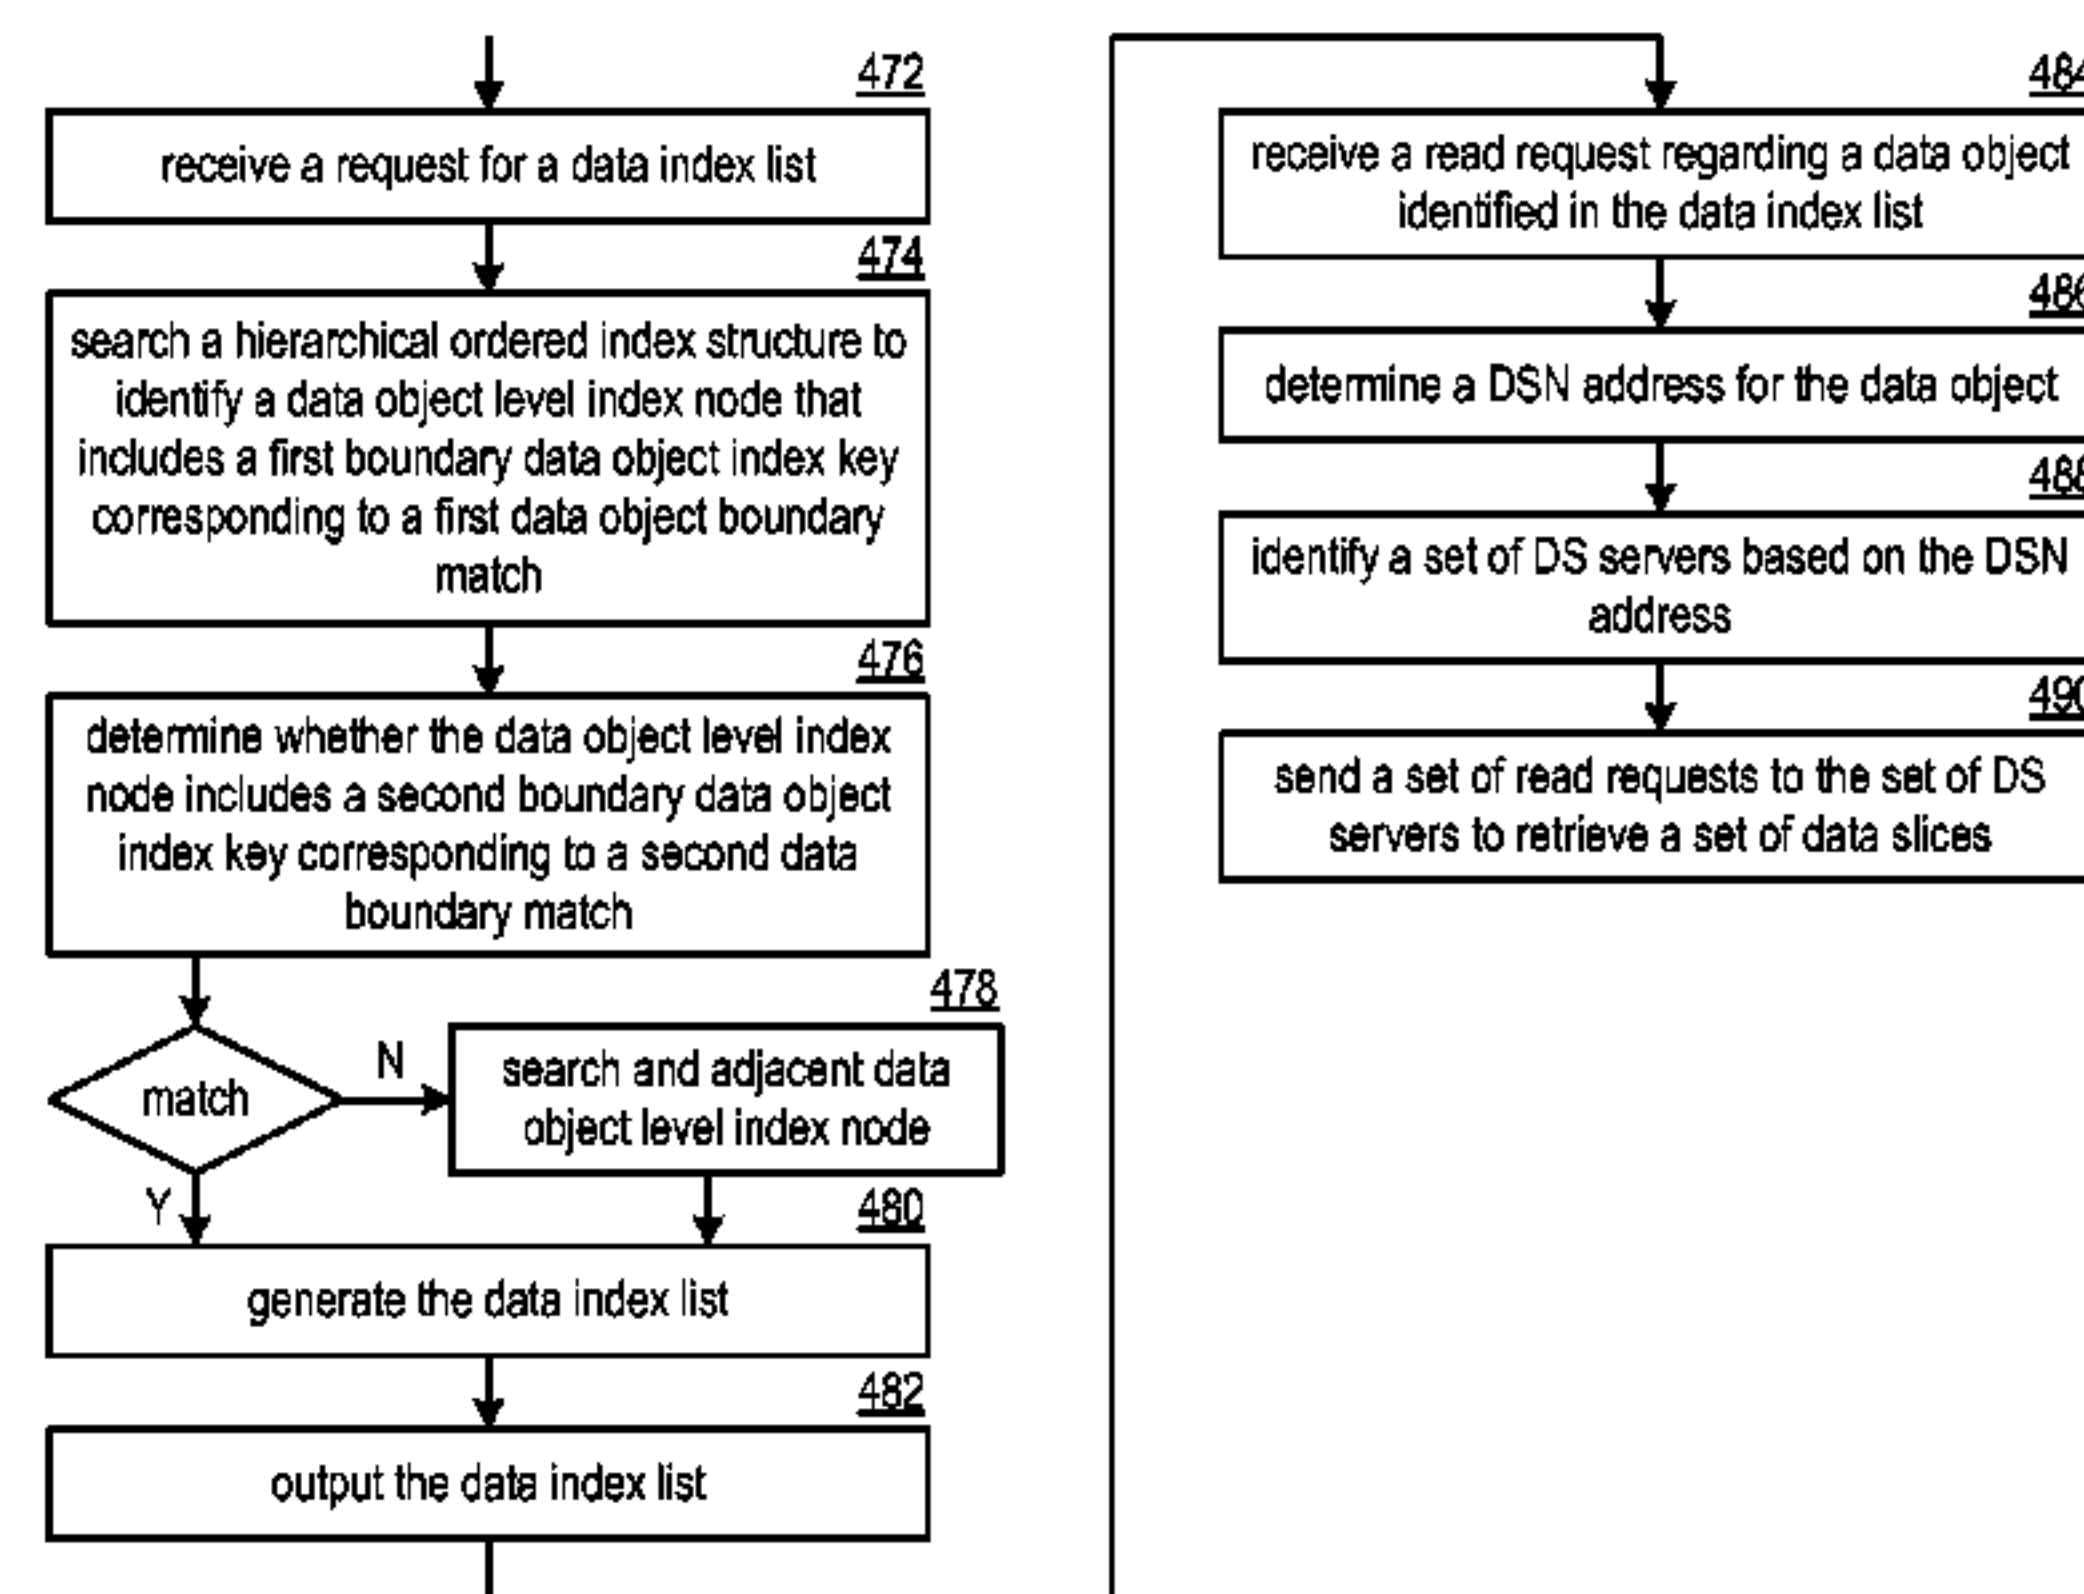 472
receive a request for a data index list
474
search a hierarchical ordered index structure to
identify a data object level index node that
includes a first boundary data object index key
corresponding to a first data object boundary
match
476
determine whether the data object level index
node includes a second boundary data object
index key corresponding to a second data
boundary match
match
N
478
search and adjacent data
object level index node
Y
480
generate the data index list
482
output the data index list
484
receive a read request regarding a data object
identified in the data index list
486
determine a DSN address for the data object
488
identify a set of DS servers based on the DSN
address
490
send a set of read requests to the set of DS
servers to retrieve a set of data slices